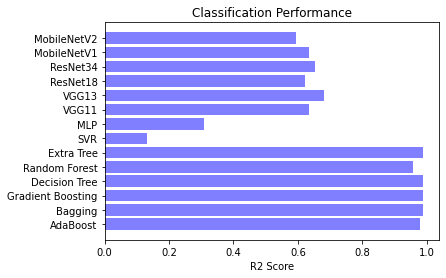 Classification Performance
MobileNetV2
MobileNetV1
ResNet34
ResNet18
VGG13
VGG11
MLP
SVR
Extra Tree
Random Forest
Decision Tree
Gradient Boosting
Bagging
AdaBoost
0.0 0.2 0.4 0.6 0.8 1.0
R2 Score